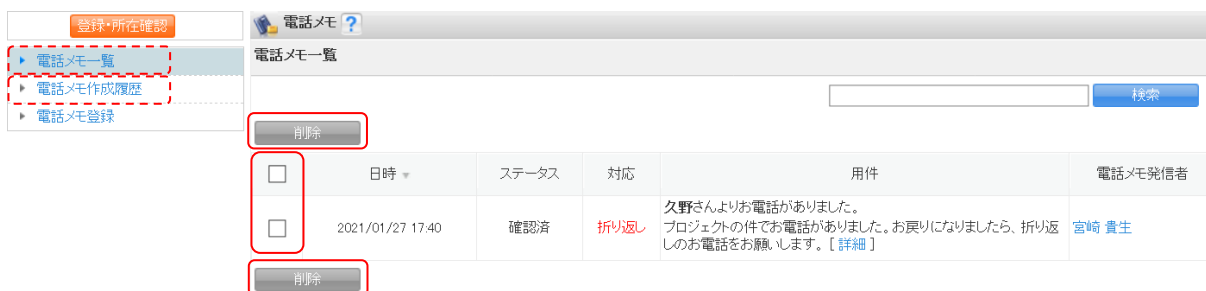 登録・所在確認
電話メモ一覧
電話メモ作成履歴
電話メモ登録
電話メモ ?
電話メモ一覧
検索
削除
日時 ステータス 対応 用件 電話メモ発信者
2021/01/27 17:40 確認済 折り返し 久野さんよりお電話がありました。
プロジェクトの件でお電話がありました。お戻りになりましたら、折り返
しのお電話をお願いします。 [ 詳細 ]
宮崎 貴生
削除